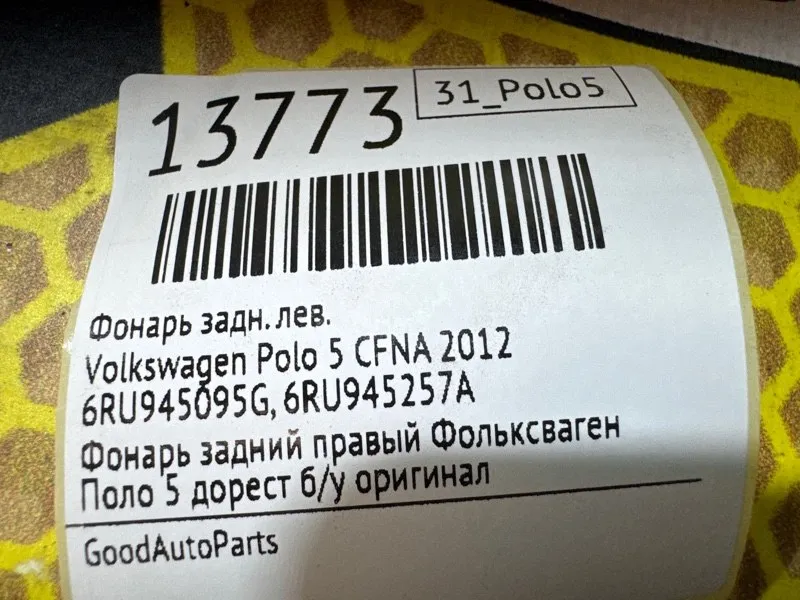 13773
31_Polo5
Фонарь задн. лев.
Volkswagen Polo 5 CFNA 2012
6RU945095G, 6RU945257A
Фонарь задний правый Фольксваген
Поло 5 дорест б/у оригинал
GoodAutoParts